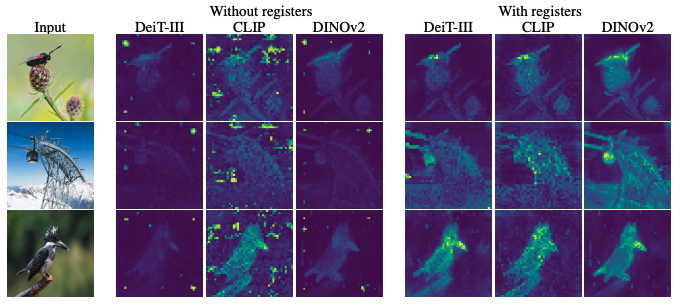 Without registers
With registers
Input
DeiT-III
CLIP
DINOv2
DeiT-III
CLIP
DINOv2